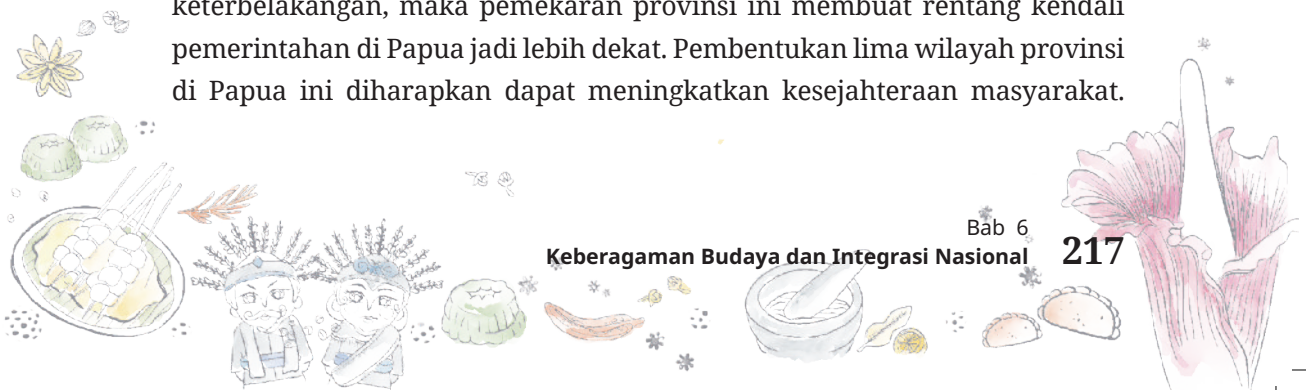 keterbelakangan, maka pemekaran provinsi ini membuat rentang kendali
pemerintahan di Papua jadi lebih dekat. Pembentukan lima wilayah provinsi
di Papua ini diharapkan dapat meningkatkan kesejahteraan masyarakat.
Bab 6
Keberagaman Budaya dan Integrasi Nasional 217